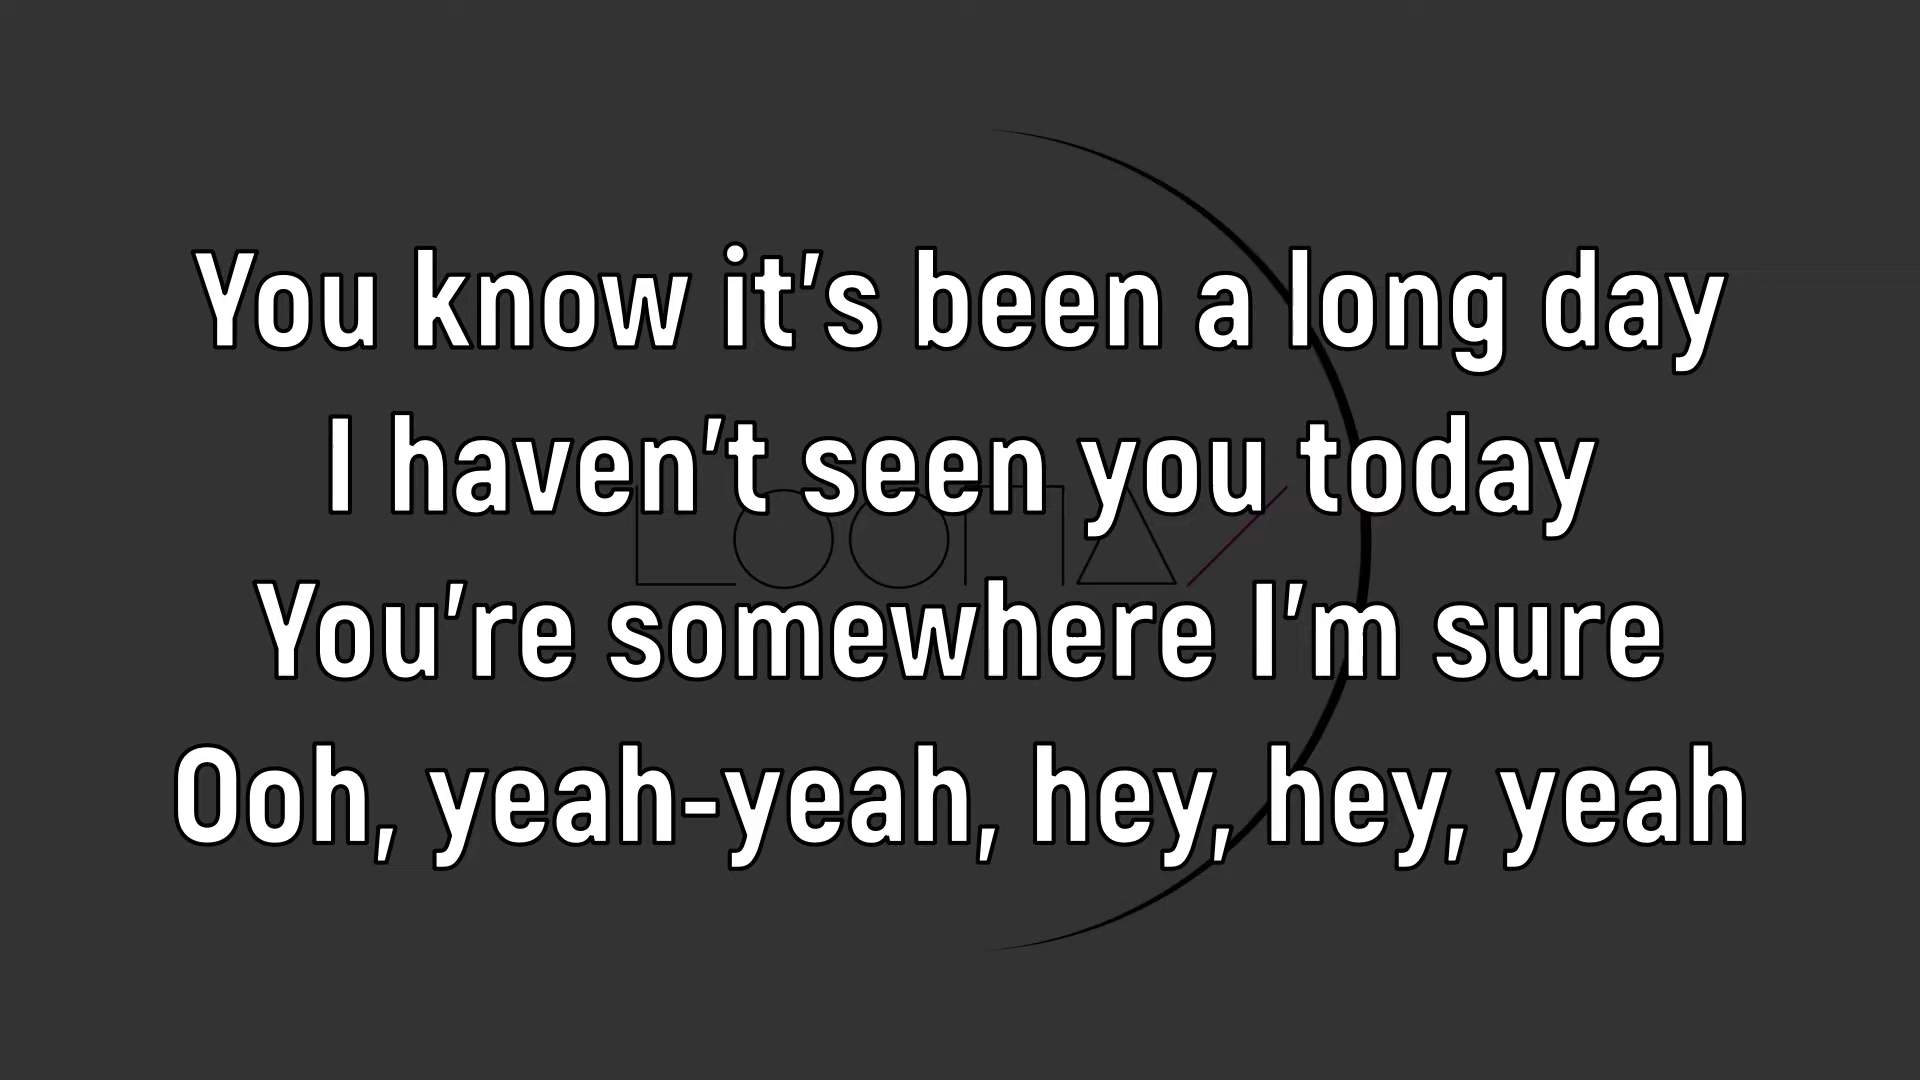 You know it's been a long day
I haven't seen you today
LOONA/
You're somewhere I'm sure
Ooh, yeah-yeah, hey, hey, yeah